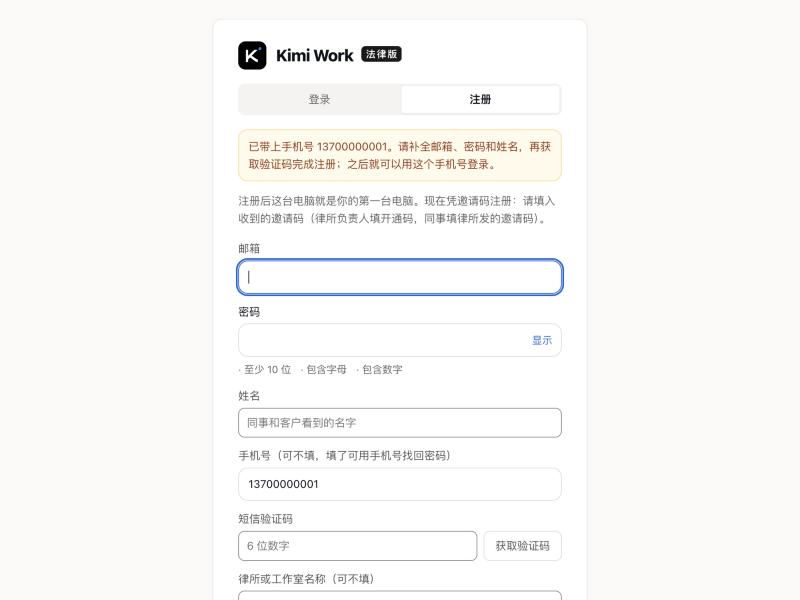 Kimi Work 法律版
登录 注册
已带上手机号 13700000001。请补全邮箱、密码和姓名，再获
取验证码完成注册；之后就可以用这个手机号登录。
注册后这台电脑就是你的第一台电脑。现在凭邀请码注册：请填入
收到的邀请码（律所负责人填开通码，同事填律所发的邀请码）。
邮箱
密码
显示
· 至少 10 位 · 包含字母 · 包含数字
姓名
同事和客户看到的名字
手机号（可不填，填了可用手机号找回密码）
13700000001
短信验证码
6 位数字 获取验证码
律所或工作室名称（可不填）